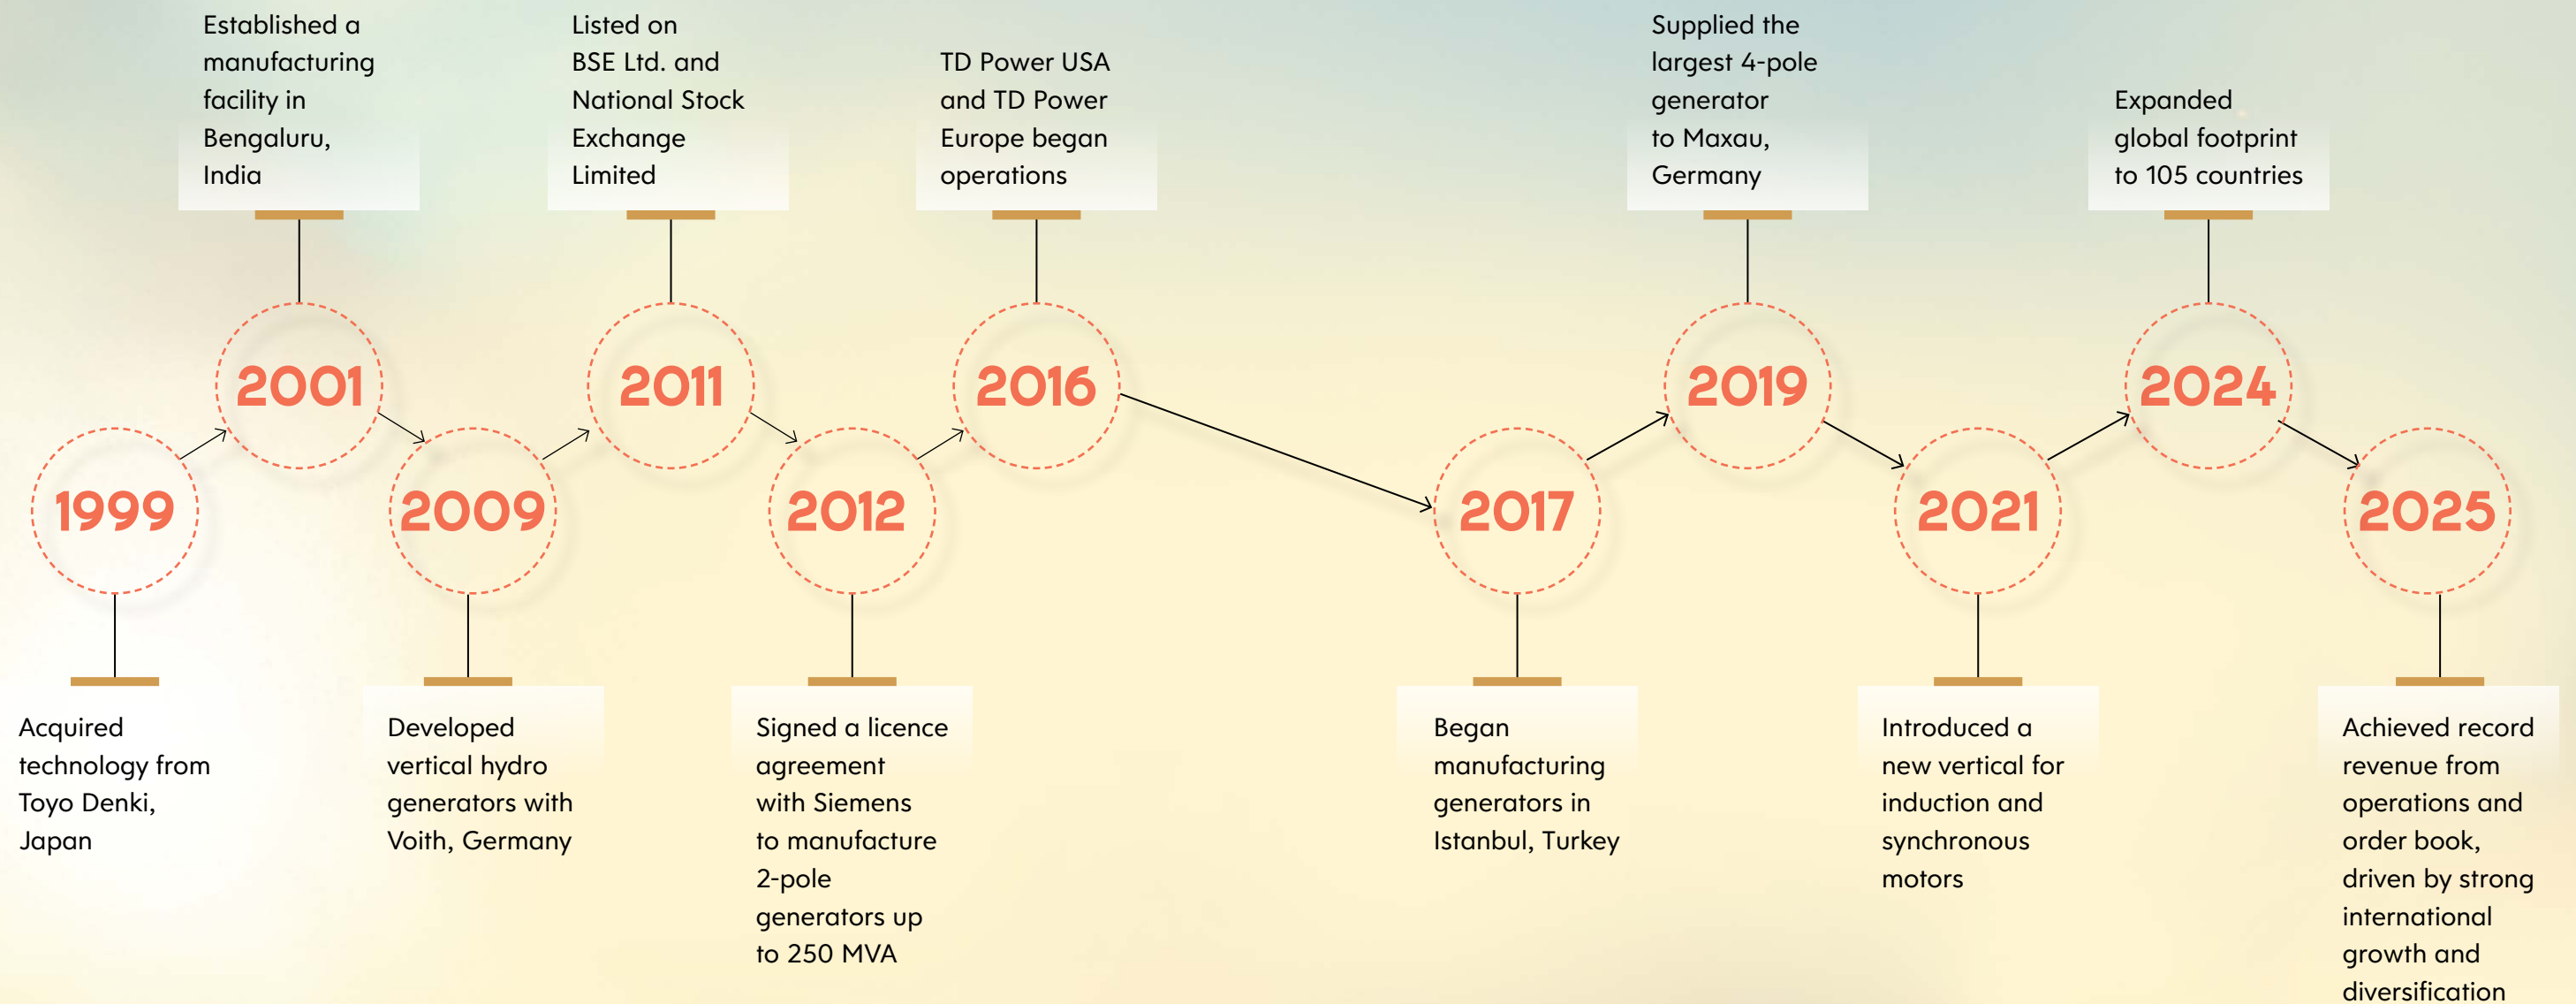 1999
Acquired
technology from
Toyo Denki,
Japan
Established a
manufacturing
facility in
Bengaluru,
India
2001
2009
Developed
vertical hydro
generators with
Voith, Germany
Listed on
BSE Ltd. and
National Stock
Exchange
Limited
2011
2012
Signed a licence
agreement
with Siemens
to manufacture
2-pole
generators up
to 250 MVA
TD Power USA
and TD Power
Europe began
operations
2016
2017
Began
manufacturing
generators in
Istanbul, Turkey
Supplied the
largest 4-pole
generator
to Maxau,
Germany
2019
2021
Introduced a
new vertical for
induction and
synchronous
motors
Expanded
global footprint
to 105 countries
2024
2025
Achieved record
revenue from
operations and
order book,
driven by strong
international
growth and
diversification